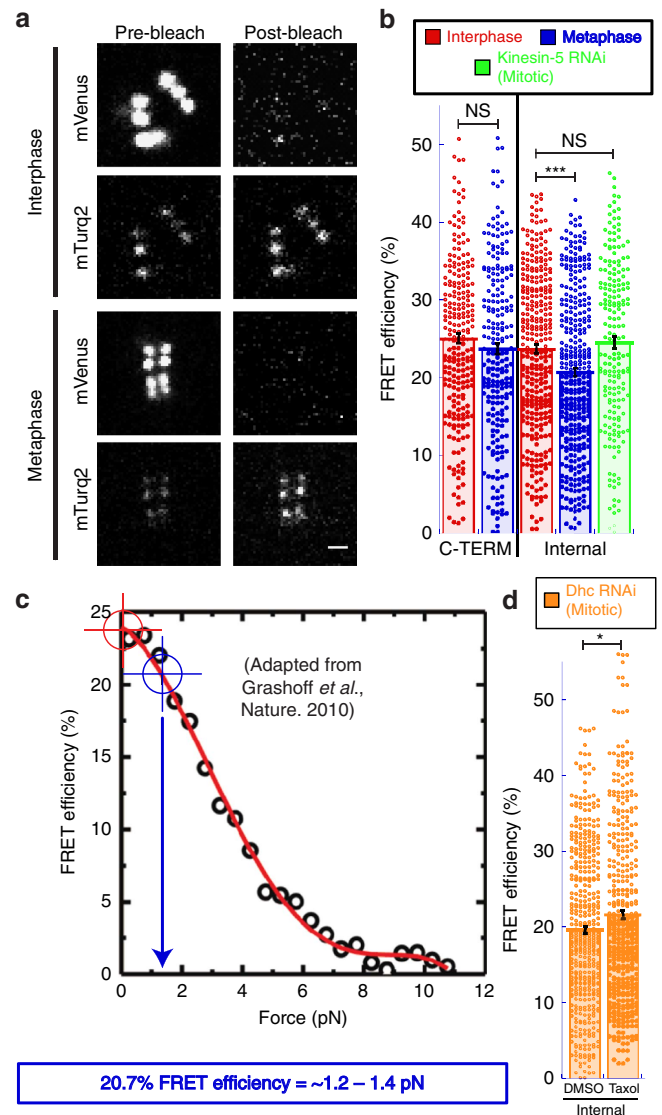 a
Pre-bleach Post-bleach
Interphase
mVenus
mTurq2
Metaphase
mVenus
mTurq2
b
Interphase Metaphase
Kinesin-5 RNAi
(Mitotic)
FRET efficiency (%)
50
40
30
20
10
0
NS
NS
***
C-TERM Internal
c
FRET efficiency (%)
25
20
15
10
5
0
(Adapted from
Grashoff et al.,
Nature. 2010)
0 2 4 6 8 10 12
Force (pN)
20.7% FRET efficiency = ~1.2 – 1.4 pN
d
Dhc RNAi
(Mitotic)
*
FRET efficiency (%)
50
40
30
20
10
0
DMSO Taxol
Internal